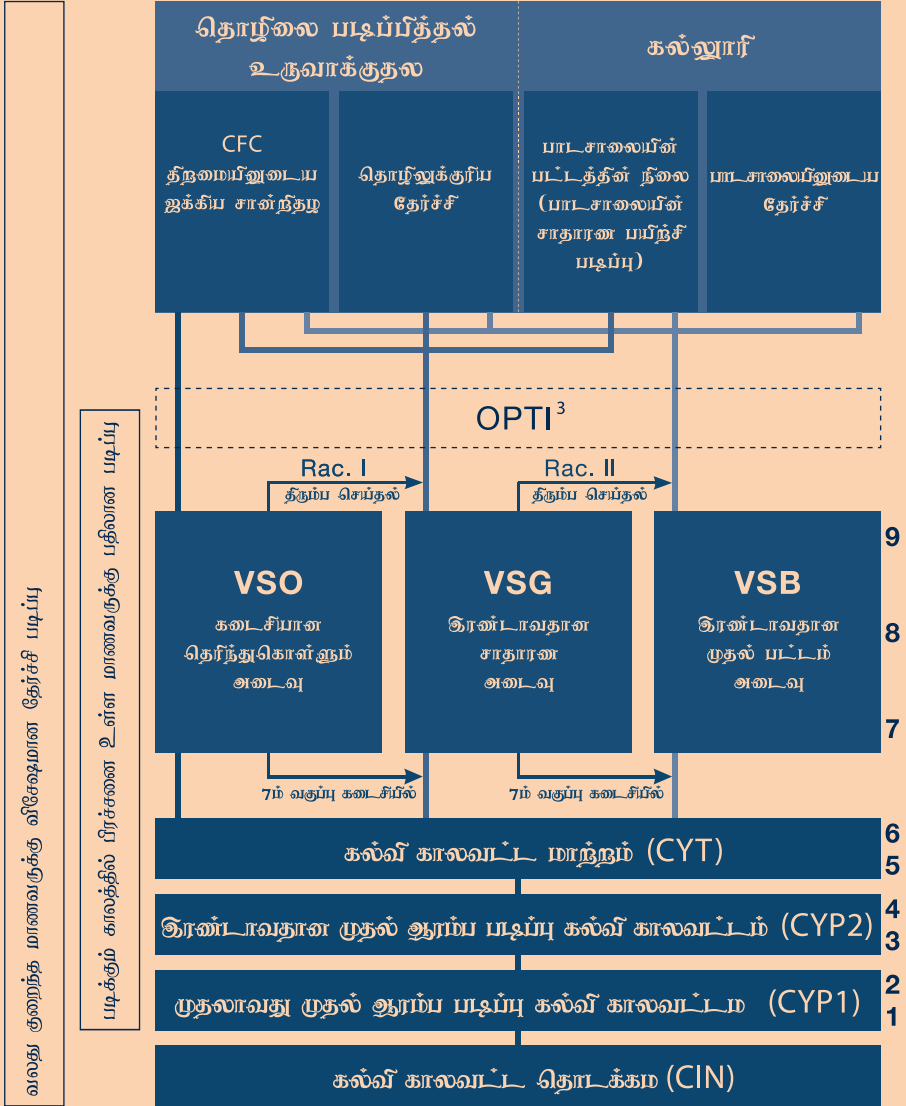 தொழிலை படிப்பித்தல்
உருவாக்குதல
கல்லூரி
CFC
திறமையினுடைய
ஐக்கிய சான்றிதழ
தொழிலுக்குரிய
தேர்ச்சி
பாடசாலையின்
பட்டத்தின் நிலை
(பாடசாலையின்
சாதாரண பயிற்சி
படிப்பு)
பாடசாலையினுடைய
தேர்ச்சி
OPTI³
Rac. I
திரும்ப செய்தல்
Rac. II
திரும்ப செய்தல்
VSO
கடைசியான
தெரிந்துகொள்ளும்
அடைவு
VSG
இரண்டாவதான
சாதாரண
அடைவு
VSB
இரண்டாவதான
முதல் பட்டம்
அடைவு
9
8
7
7ம் வகுப்பு கடைசியில்
7ம் வகுப்பு கடைசியில்
கல்வி காலவட்ட மாற்றம் (CYT)
6
5
இரண்டாவதான முதல் ஆரம்ப படிப்பு கல்வி காலவட்டம் (CYP2)
4
3
முதலாவது முதல் ஆரம்ப படிப்பு கல்வி காலவட்டம (CYP1)
2
1
கல்வி காலவட்ட தொடக்கம (CIN)
படிக்கும் காலத்தில் பிரச்சனை உள்ள மாணவருக்கு பதிலான படிப்பு
வலது குறைந்த மாணவருக்கு விசேஷமான தேர்ச்சி படிப்பு